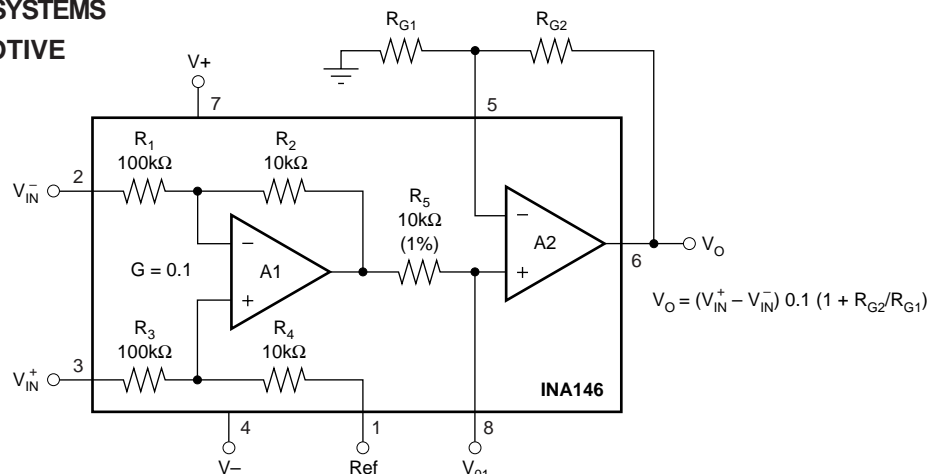 SYSTEMS
OTIVE
R_G1
R_G2
V+
7
5
R_1
100kΩ
R_2
10kΩ
V_IN^–
2
R_5
10kΩ
(1%)
–
–
A2
V_O
6
G = 0.1
A1
+
+
V_O = (V_IN^+ – V_IN^–) 0.1 (1 + R_G2/R_G1)
R_3
100kΩ
R_4
10kΩ
V_IN^+
3
INA146
4
1
8
V–
Ref
V_01